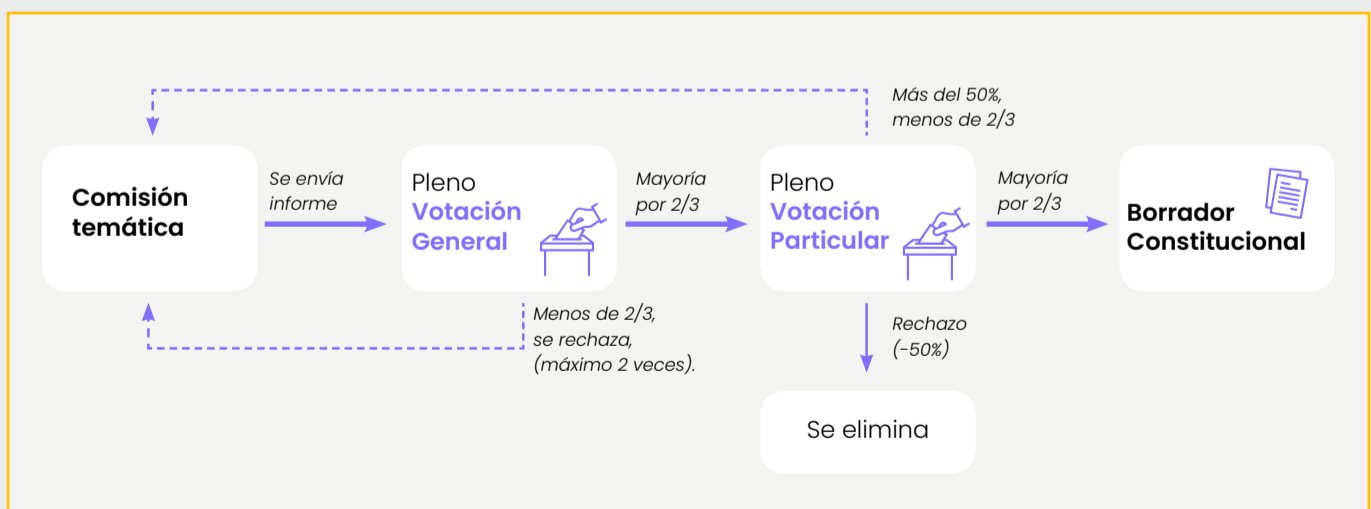 Comisión
temática
Se envía
informe
Pleno
Votación
General
Menos de 2/3,
se rechaza,
(máximo 2 veces).
Mayoría
por 2/3
Pleno
Votación
Particular
Más del 50%,
menos de 2/3
Rechazo
(-50%)
Se elimina
Mayoría
por 2/3
Borrador
Constitucional